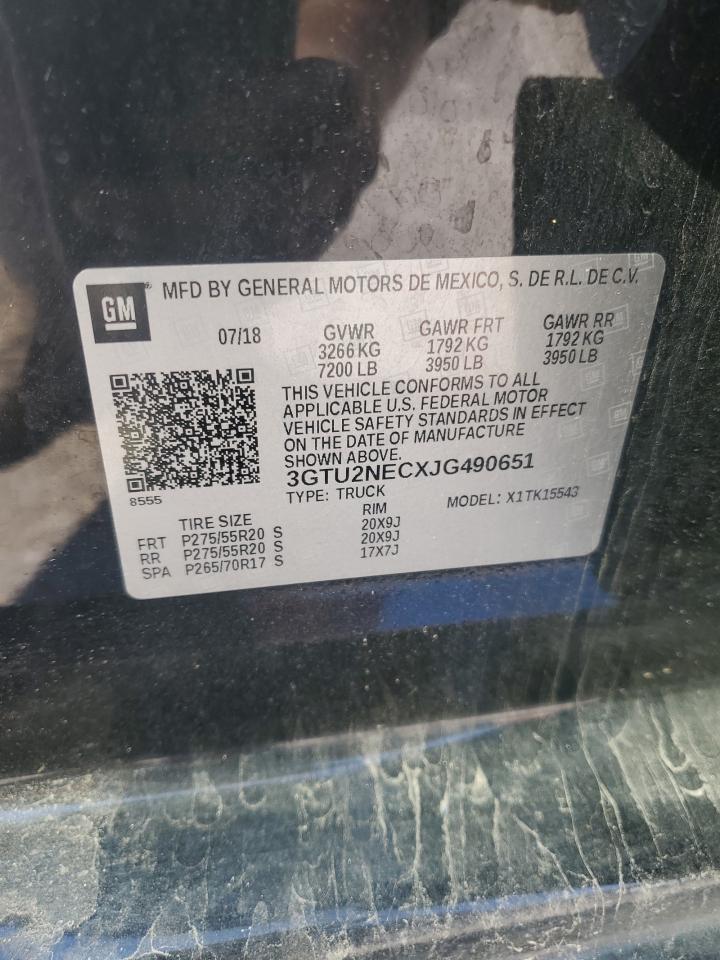 GM ® MFD BY GENERAL MOTORS DE MEXICO, S. DE R.L. DE C.V.
07/18 GVWR GAWR FRT GAWR RR
3266 KG 1792 KG 1792 KG
7200 LB 3950 LB 3950 LB
THIS VEHICLE CONFORMS TO ALL
APPLICABLE U.S. FEDERAL MOTOR
VEHICLE SAFETY STANDARDS IN EFFECT
ON THE DATE OF MANUFACTURE
SHOWN ABOVE.
8555 3GTU2NECXJG490651
TYPE: TRUCK MODEL: X1TK15543
TIRE SIZE RIM
FRT P275/55R20 S 20X9J
RR P275/55R20 S 20X9J
SPA P265/70R17 S 17X7J